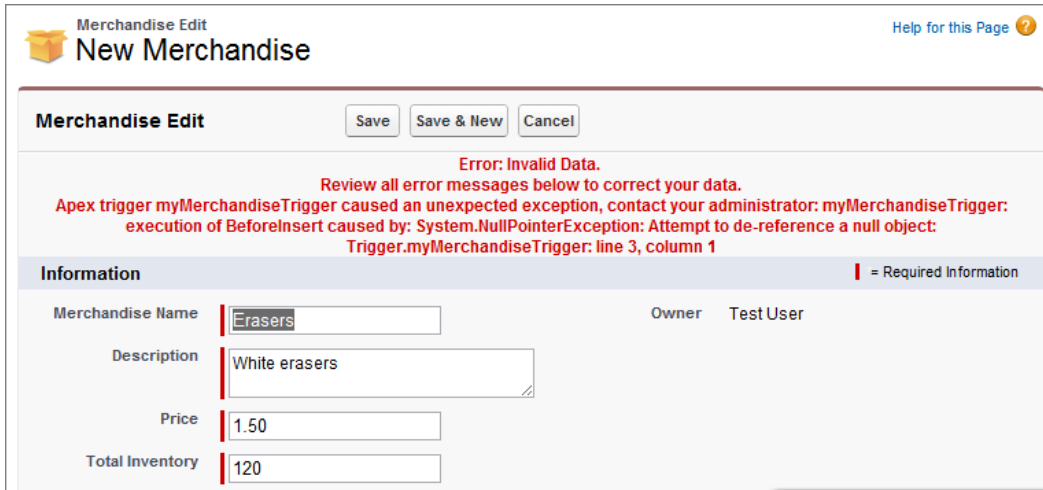 Merchandise Edit
New Merchandise
Help for this Page ?
Merchandise Edit
Save Save & New Cancel
Error: Invalid Data.
Review all error messages below to correct your data.
Apex trigger myMerchandiseTrigger caused an unexpected exception, contact your administrator: myMerchandiseTrigger:
execution of BeforeInsert caused by: System.NullPointerException: Attempt to de-reference a null object:
Trigger.myMerchandiseTrigger: line 3, column 1
Information
= Required Information
Merchandise Name Erasers Owner Test User
Description White erasers
Price 1.50
Total Inventory 120